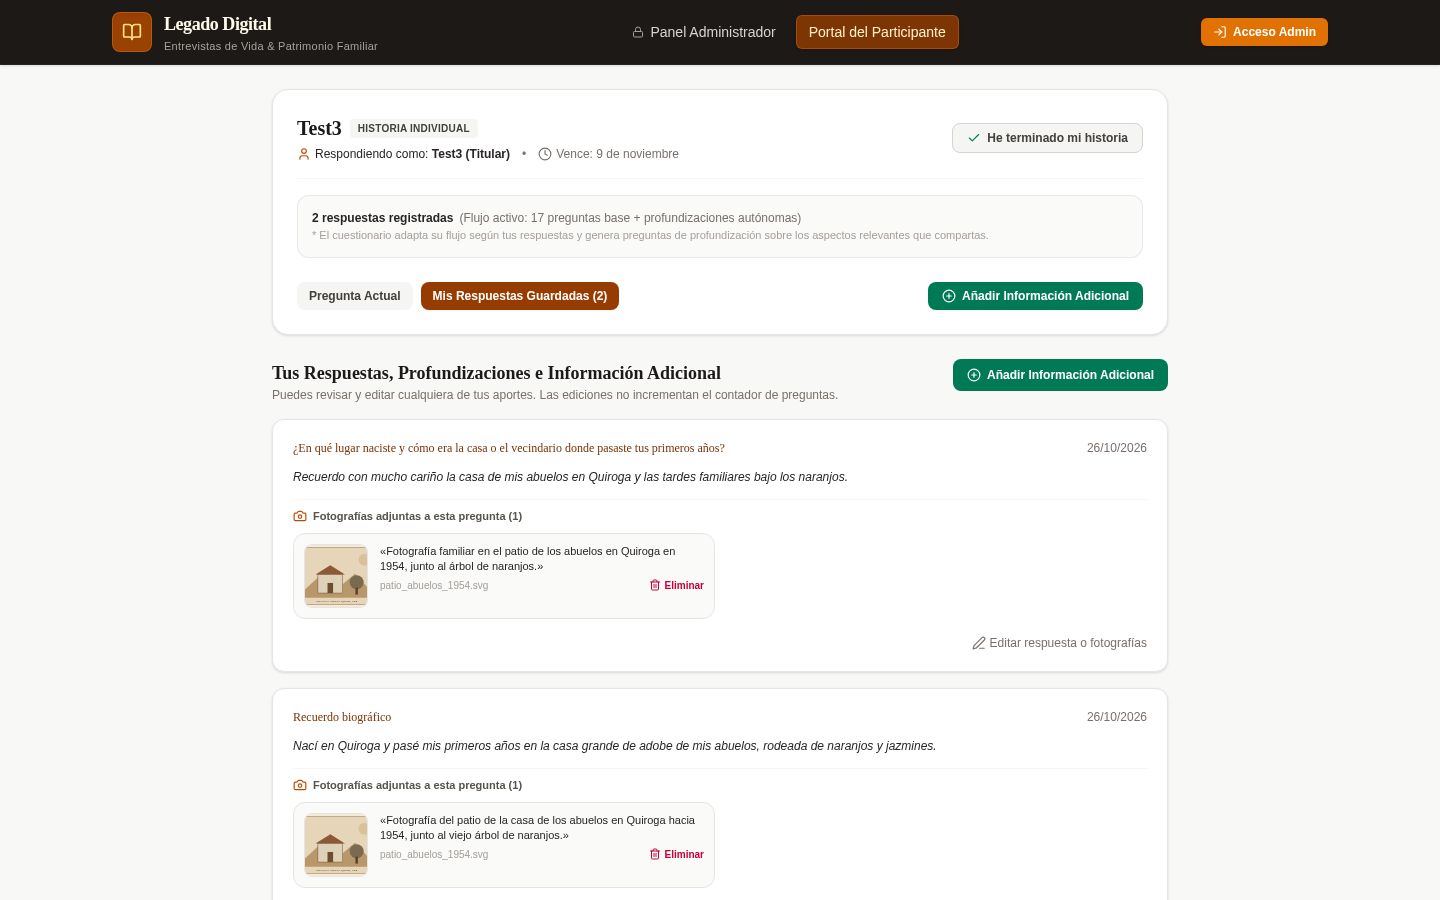 Legado Digital
Entrevistas de Vida & Patrimonio Familiar
Panel Administrador
Portal del Participante
Acceso Admin
Test3 HISTORIA INDIVIDUAL
Respondiendo como: Test3 (Titular) • Vence: 9 de noviembre
He terminado mi historia
2 respuestas registradas (Flujo activo: 17 preguntas base + profundizaciones autónomas)
* El cuestionario adapta su flujo según tus respuestas y genera preguntas de profundización sobre los aspectos relevantes que compartas.
Pregunta Actual
Mis Respuestas Guardadas (2)
Añadir Información Adicional
Tus Respuestas, Profundizaciones e Información Adicional
Puedes revisar y editar cualquiera de tus aportes. Las ediciones no incrementan el contador de preguntas.
Añadir Información Adicional
¿En qué lugar naciste y cómo era la casa o el vecindario donde pasaste tus primeros años?
26/10/2026
Recuerdo con mucho cariño la casa de mis abuelos en Quiroga y las tardes familiares bajo los naranjos.
Fotografías adjuntas a esta pregunta (1)
«Fotografía familiar en el patio de los abuelos en Quiroga en
1954, junto al árbol de naranjos.»
patio_abuelos_1954.svg
Eliminar
Editar respuesta o fotografías
Recuerdo biográfico
26/10/2026
Nací en Quiroga y pasé mis primeros años en la casa grande de adobe de mis abuelos, rodeada de naranjos y jazmines.
Fotografías adjuntas a esta pregunta (1)
«Fotografía del patio de la casa de los abuelos en Quiroga hacia
1954, junto al viejo árbol de naranjos.»
patio_abuelos_1954.svg
Eliminar